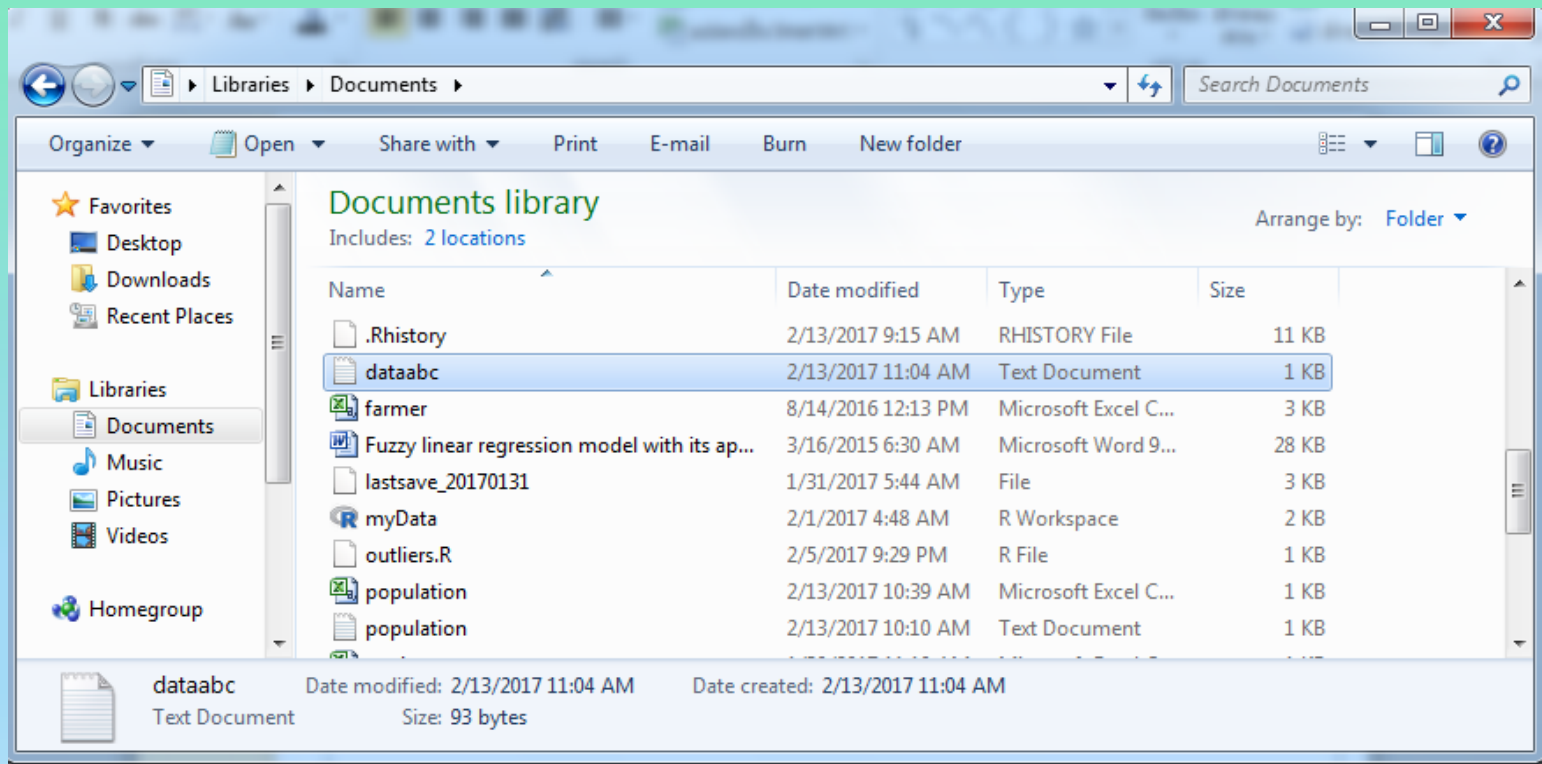 Libraries Documents Search Documents
Organize Open Share with Print E-mail Burn New folder
Favorites
Desktop
Downloads
Recent Places
Libraries
Documents
Music
Pictures
Videos
Homegroup
Documents library
Includes: 2 locations
Arrange by: Folder
Name Date modified Type Size
.Rhistory 2/13/2017 9:15 AM RHISTORY File 11 KB
dataabc 2/13/2017 11:04 AM Text Document 1 KB
farmer 8/14/2016 12:13 PM Microsoft Excel C... 3 KB
Fuzzy linear regression model with its ap... 3/16/2015 6:30 AM Microsoft Word 9... 28 KB
lastsave_20170131 1/31/2017 5:44 AM File 3 KB
myData 2/1/2017 4:48 AM R Workspace 2 KB
outliers.R 2/5/2017 9:29 PM R File 1 KB
population 2/13/2017 10:39 AM Microsoft Excel C... 1 KB
population 2/13/2017 10:10 AM Text Document 1 KB
dataabc Date modified: 2/13/2017 11:04 AM Date created: 2/13/2017 11:04 AM
Text Document Size: 93 bytes